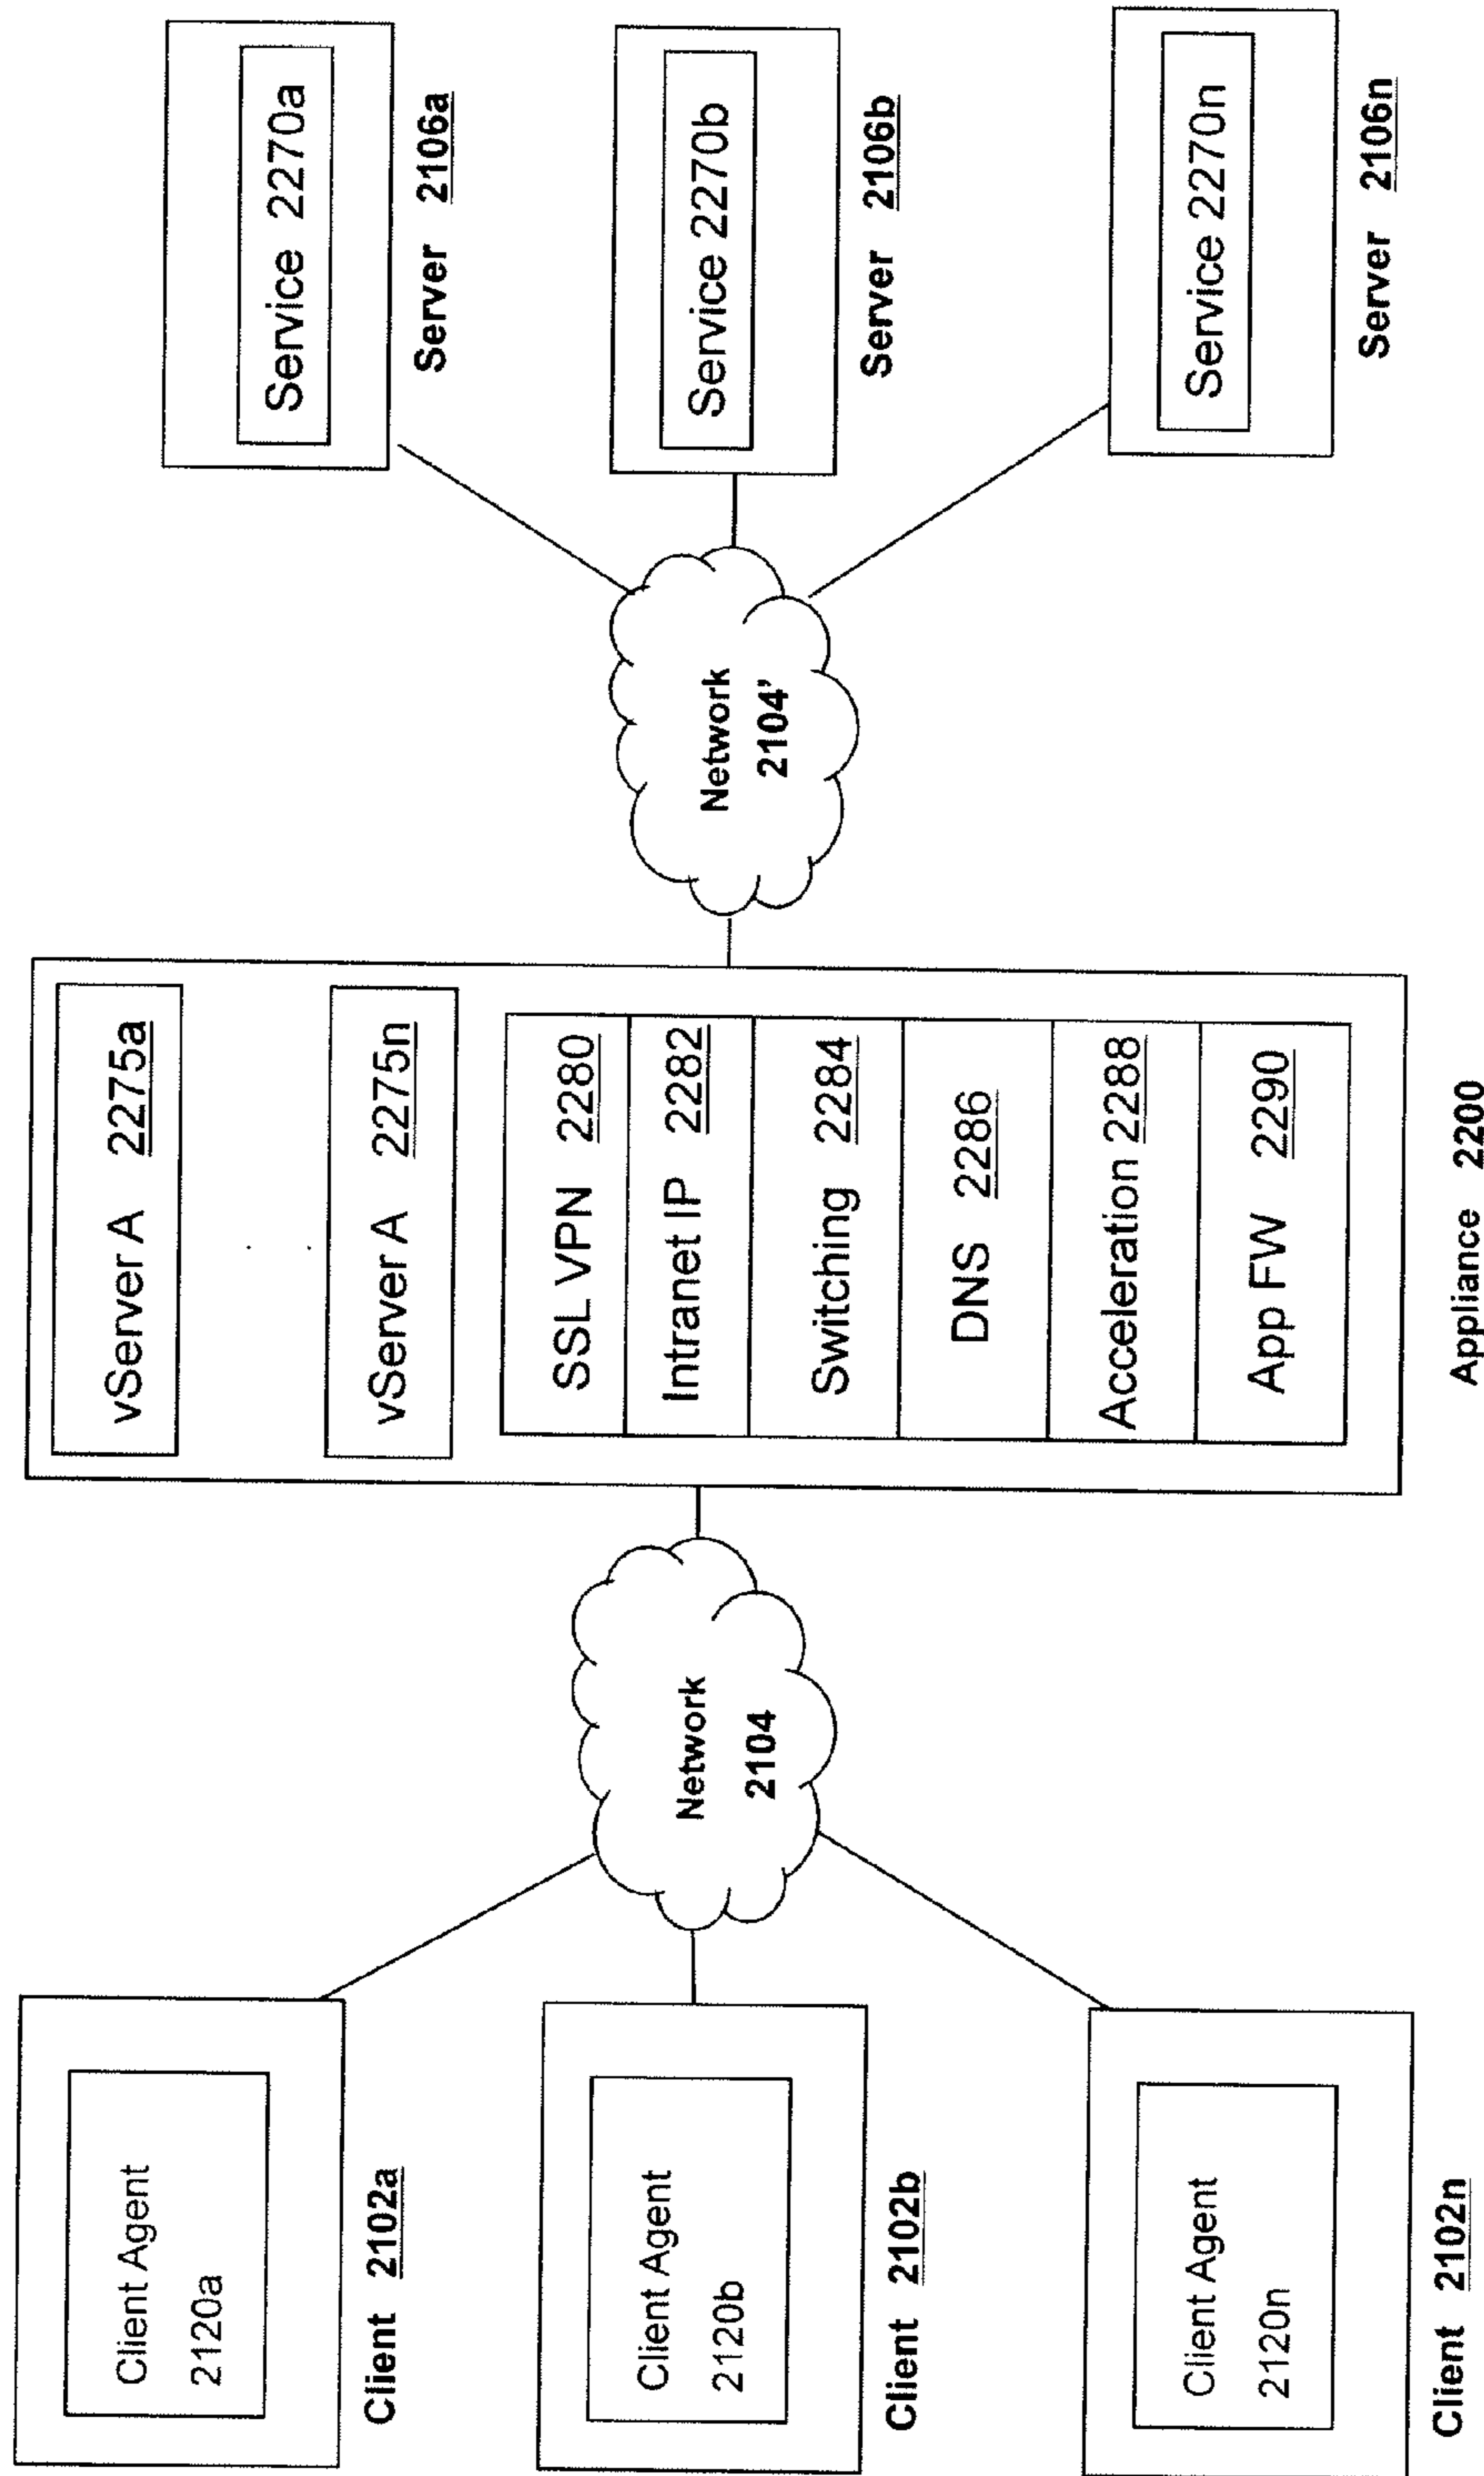 Client Agent
2120a
Client 2102a
Client Agent
2120b
Client 2102b
Client Agent
2120n
Client 2102n
Network
2104
vServer A 2275a
vServer A 2275n
SSL VPN 2280
Intranet IP 2282
Switching 2284
DNS 2286
Acceleration 2288
App FW 2290
Appliance 2200
Network
2104'
Service 2270a
Server 2106a
Service 2270b
Server 2106b
Service 2270n
Server 2106n